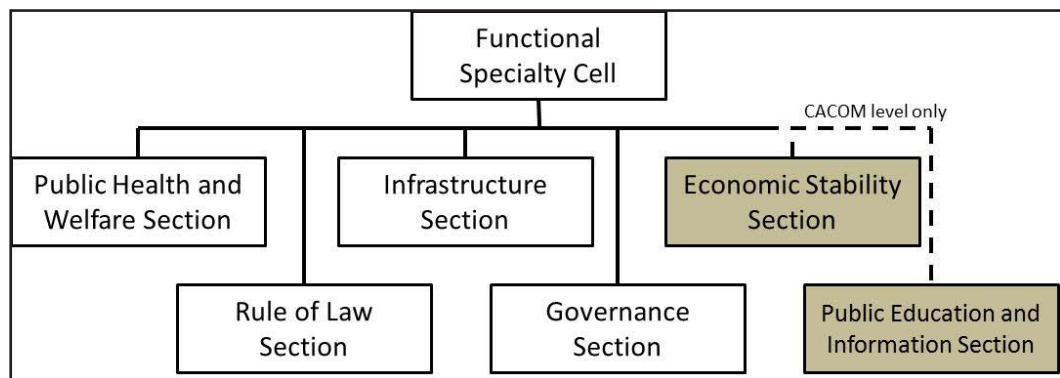 Functional
Specialty Cell
CACOM level only
Public Health and
Welfare Section
Infrastructure
Section
Economic Stability
Section
Rule of Law
Section
Governance
Section
Public Education and
Information Section